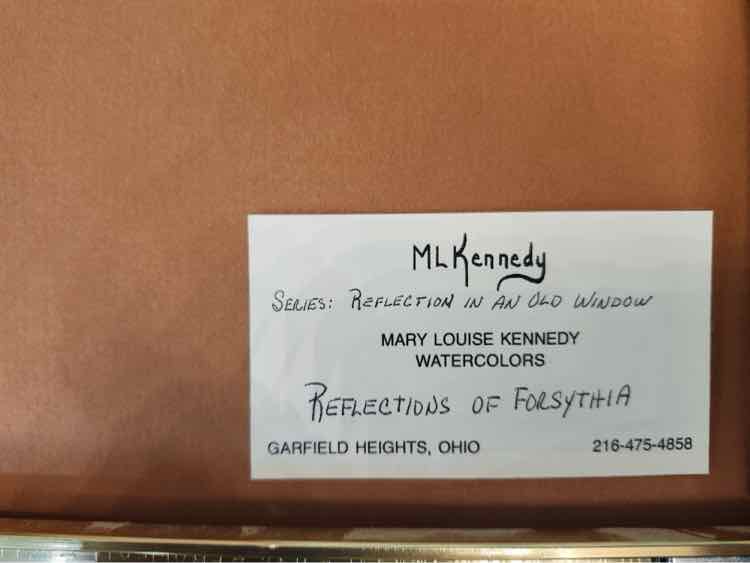 MLKennedy
SERIES: REFLECTION IN AN OLD WINDOW
MARY LOUISE KENNEDY
WATERCOLORS
REFLECTIONS OF FORSYTHIA
GARFIELD HEIGHTS, OHIO
216-475-4858